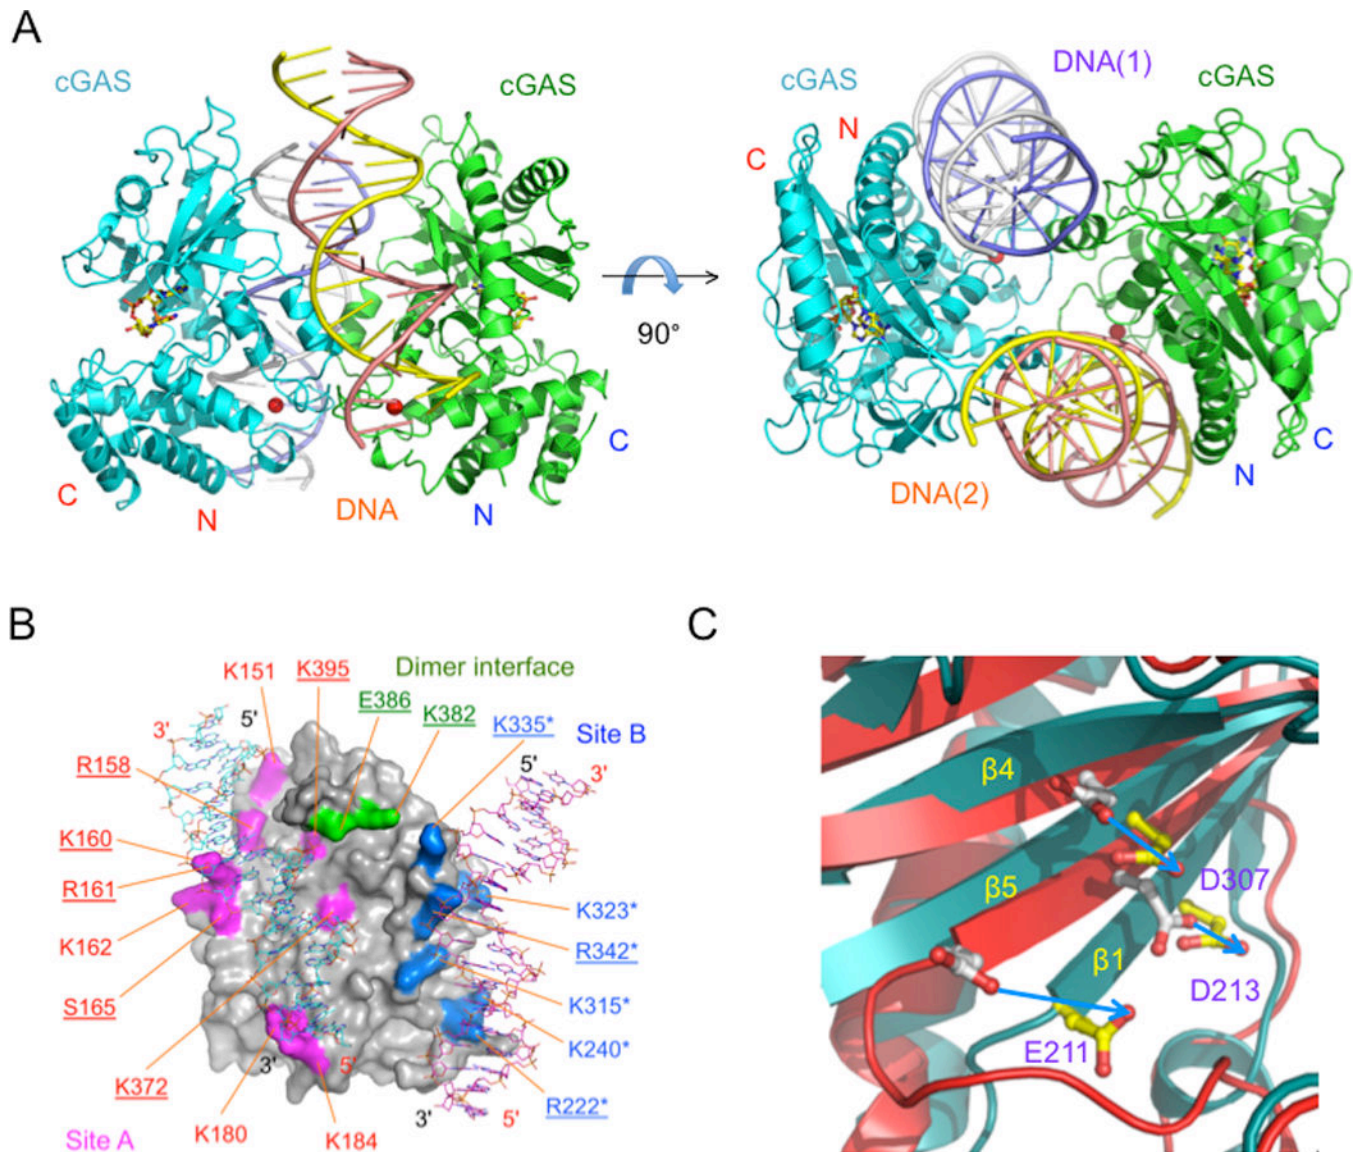 A
cGAS
cGAS
C
N
DNA
N
C
90°
cGAS
DNA(1)
cGAS
N
C
DNA(2)
N
C
B
K151
K395
Dimer interface
E386
K382
K335*
Site B
3'
5'
5'
3'
R158
K160
R161
K162
S165
K372
K180
K184
Site A
3'
5'
K323*
R342*
K315*
K240*
R222*
3'
5'
C
β4
β5
β1
D307
D213
E211